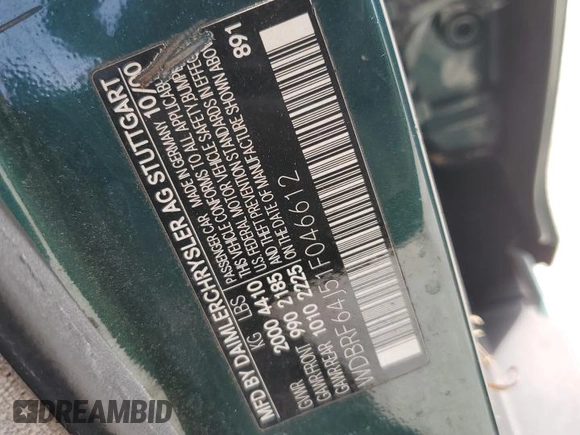 MFD BY DAIMLERCHRYSLER AG STUTTGART 10/00
KG LBS PASSENGER CAR MADE IN GERMANY 891
GWR 2000 4410 THIS VEHICLE CONFORMS TO ALL APPLICABLE
GAWR FRONT 990 2185 U.S. FEDERAL MOTOR VEHICLE SAFETY, BUMPER
GAWR REAR 1010 2225 AND THEFT PREVENTION STANDARDS IN EFFECT
ON THE DATE OF MANUFACTURE SHOWN ABOVE
WDBRF64J51F046612
DREAMBID